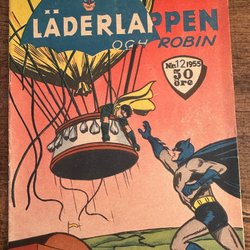 LÄDERLAPPEN
OCH ROBIN
Nr. 12 1955
50
öre